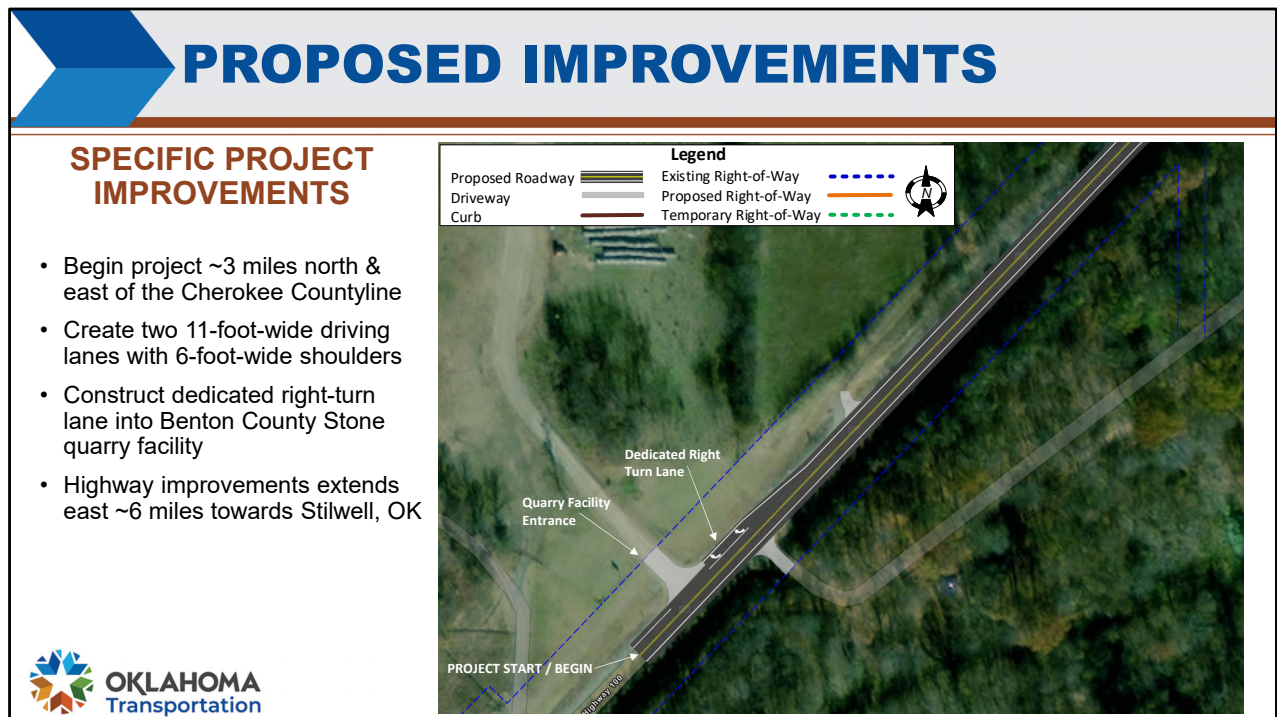 PROPOSED IMPROVEMENTS
SPECIFIC PROJECT
IMPROVEMENTS
• Begin project ~3 miles north &
east of the Cherokee Countyline
• Create two 11-foot-wide driving
lanes with 6-foot-wide shoulders
• Construct dedicated right-turn
lane into Benton County Stone
quarry facility
• Highway improvements extends
east ~6 miles towards Stilwell, OK
Legend
Proposed Roadway
Driveway
Curb
Existing Right-of-Way
Proposed Right-of-Way
Temporary Right-of-Way
N
Dedicated Right
Turn Lane
Quarry Facility
Entrance
PROJECT START / BEGIN
Highway 100
OKLAHOMA
Transportation